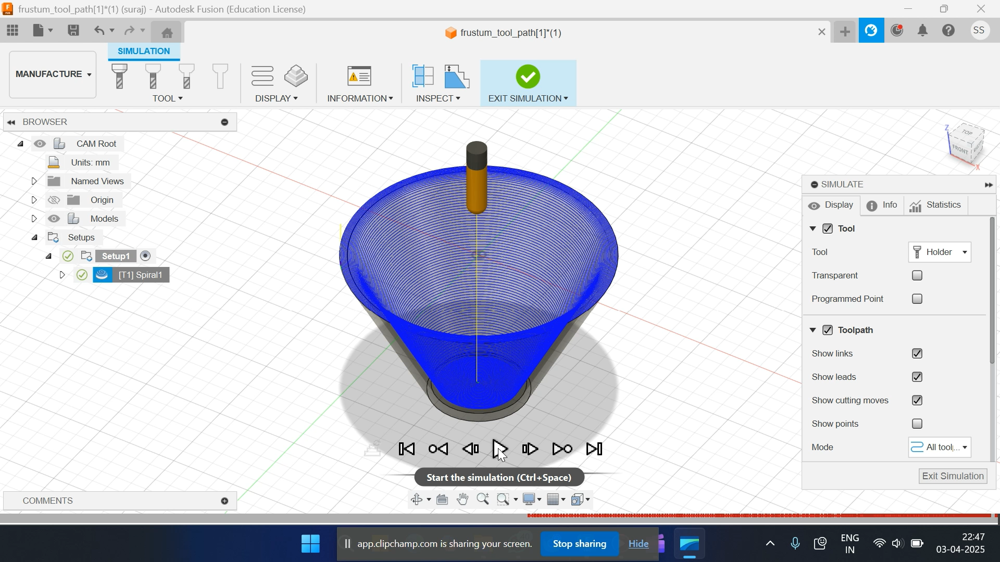 frustum_tool_path[1]*(1) (suraj) - Autodesk Fusion (Education License)
frustum_tool_path[1]*(1)
SS
MANUFACTURE
SIMULATION
TOOL
DISPLAY
INFORMATION
INSPECT
EXIT SIMULATION
BROWSER
CAM Root
Units: mm
Named Views
Origin
Models
Setups
Setup1
[T1] Spiral1
Z
TOP
FRONT
RIGHT
X
SIMULATE
Display
Info
Statistics
Tool
Tool
Holder
Transparent
Programmed Point
Toolpath
Show links
Show leads
Show cutting moves
Show points
Mode
All tool...
Exit Simulation
Start the simulation (Ctrl+Space)
COMMENTS
app.clipchamp.com is sharing your screen.
Stop sharing
Hide
ENG
IN
22:47
03-04-2025